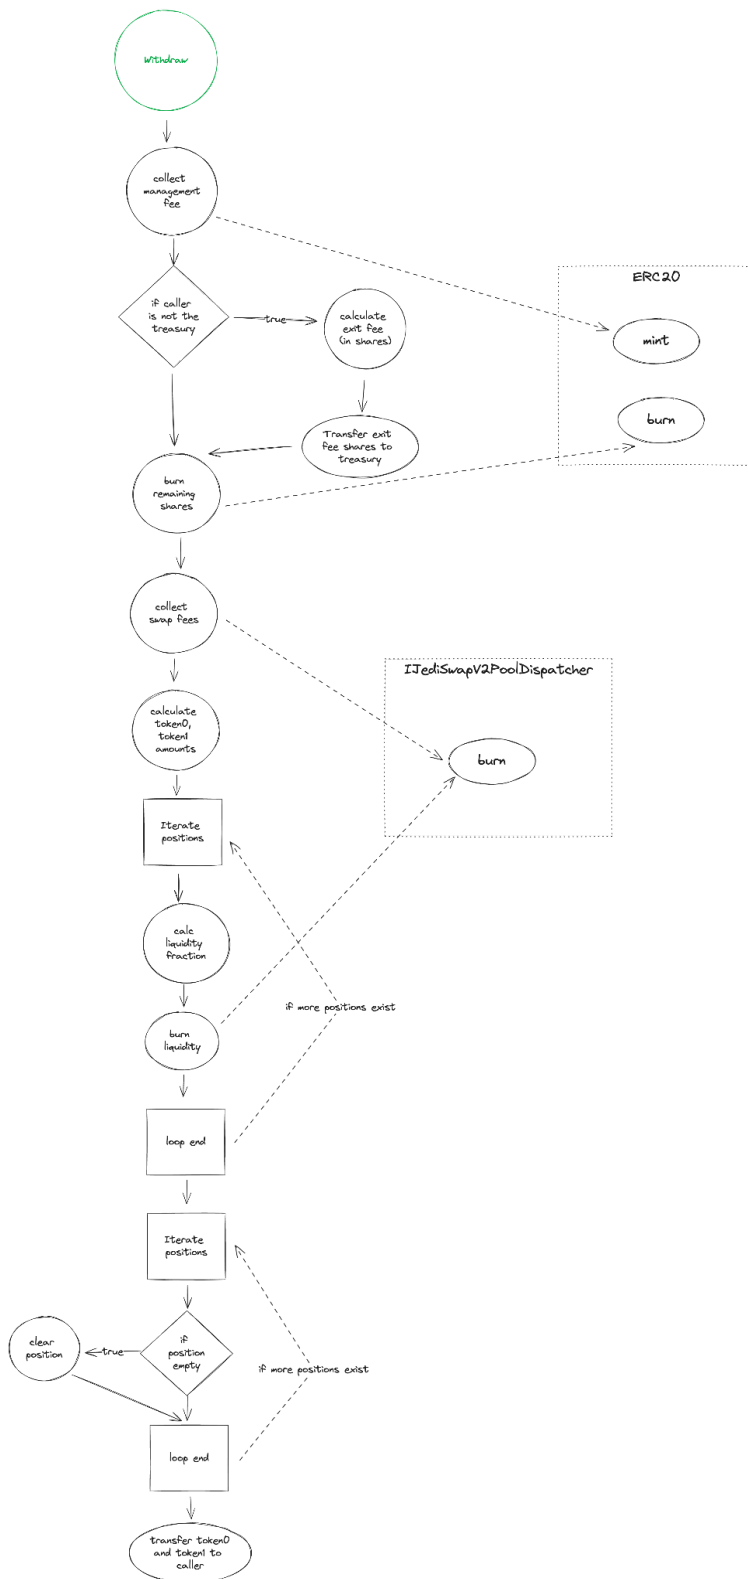 Withdraw
collect
management
fee
ERC20
if caller
is not the
treasury
true
calculate
exit fee
(in shares)
mint
burn
Transfer exit
fee shares to
treasury
burn
remaining
shares
collect
swap fees
IJediSwapV2PoolDispatcher
calculate
token0,
token1
amounts
burn
Iterate
positions
calc
liquidity
fraction
if more positions exist
burn
liquidity
loop end
Iterate
positions
clear
position
true
if
position
empty
if more positions exist
loop end
transfer token0
and token1 to
caller